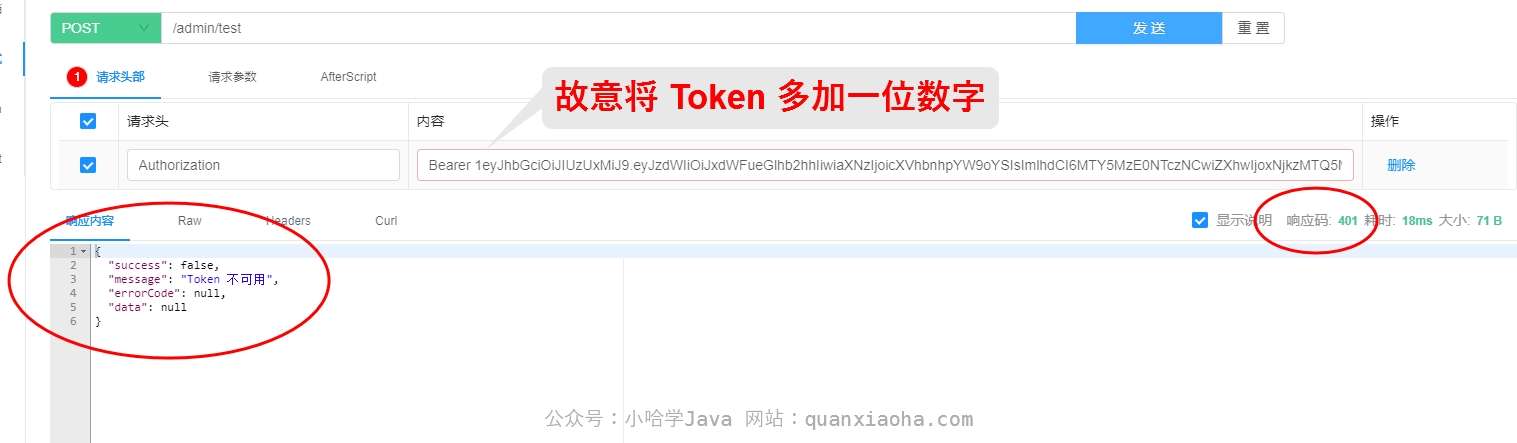 POST /admin/test 发送 重置
1 请求头部 请求参数 AfterScript
故意将 Token 多加一位数字
请求头 内容 操作
Authorization Bearer 删除
响应内容 Raw Headers Curl 显示说明 响应码: 401 耗时: 18ms 大小: 71 B
1 {
2 "success": false,
3 "message": "Token 不可用",
4 "errorCode": null,
5 "data": null
6 }
公众号：小哈学Java 网站：quanxiaoha.com